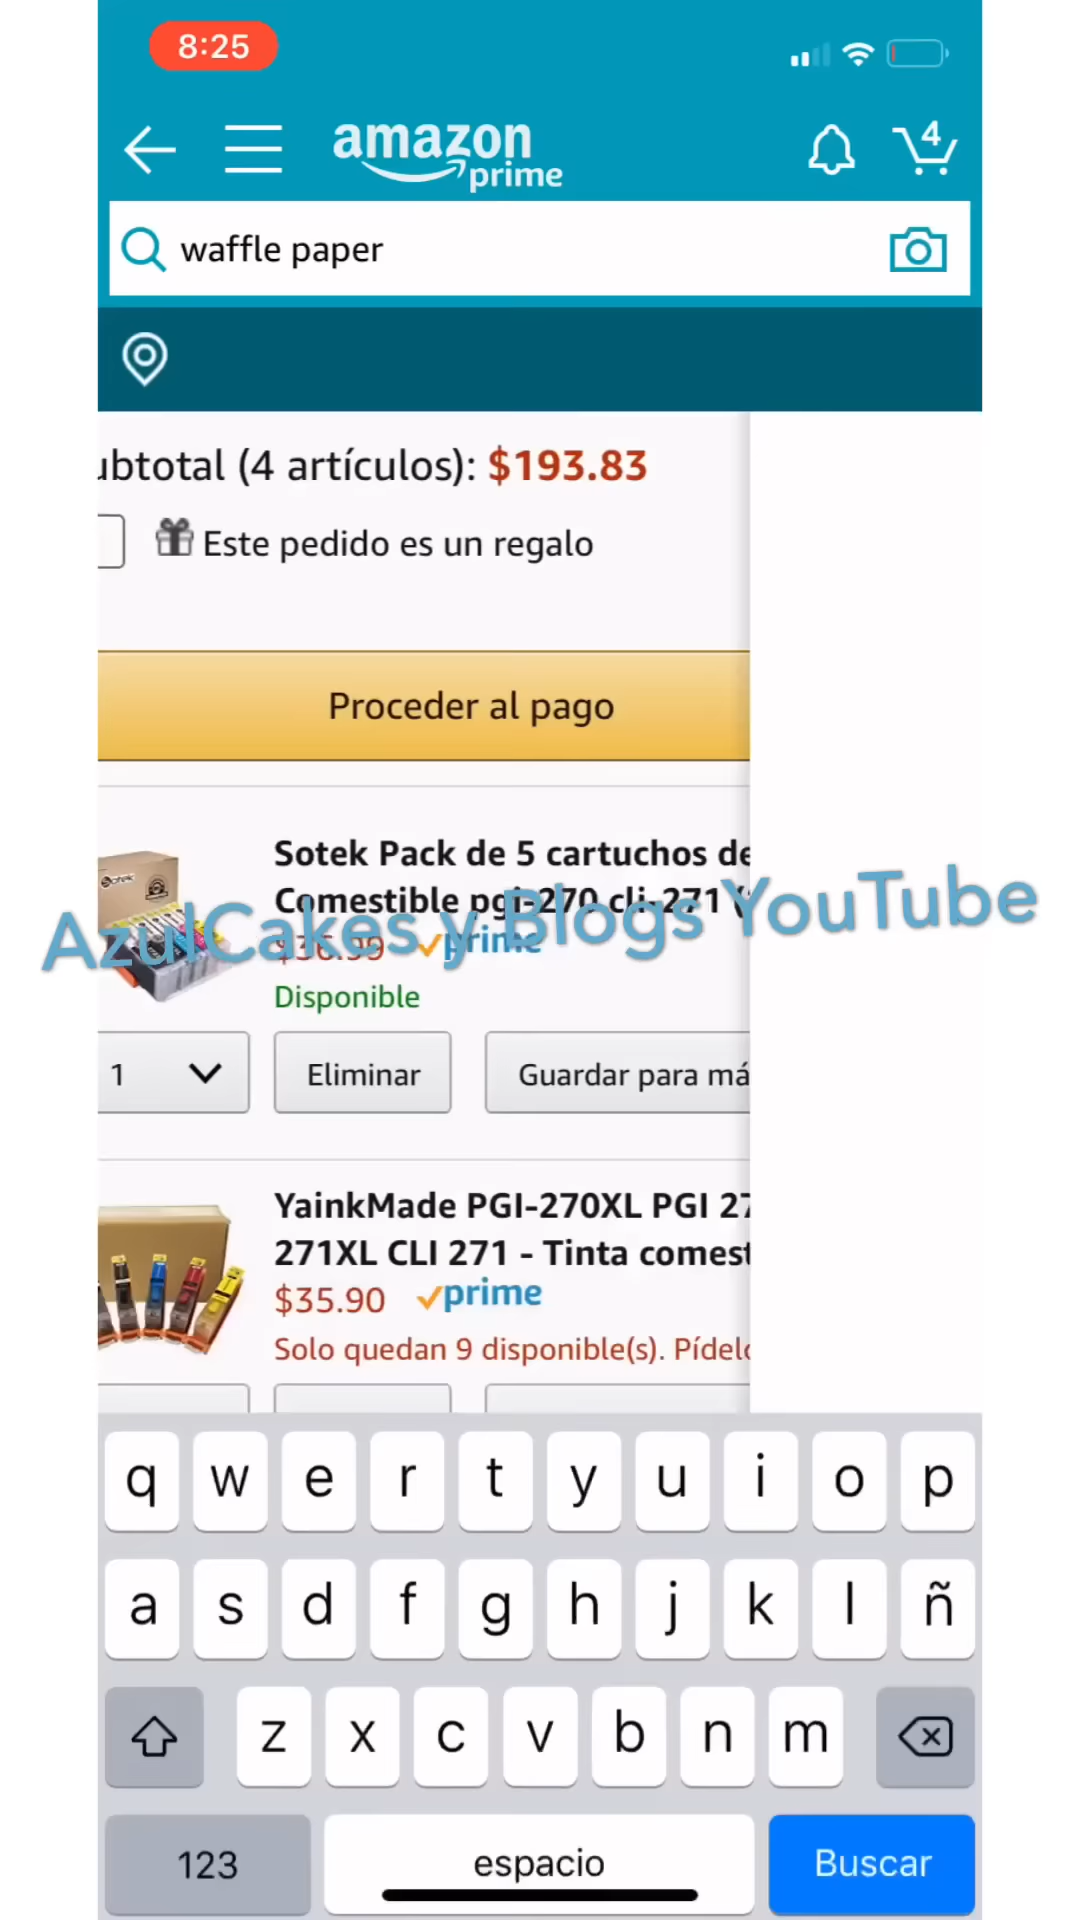 8:25
amazon
prime
4
waffle paper
ubtotal (4 artículos): $193.83
Este pedido es un regalo
Proceder al pago
Sotek Pack de 5 cartuchos de
Comestible pgi-270 cli-271 (
$36.99 prime
AzulCakes y Blogs YouTube
Disponible
1 Eliminar Guardar para má
YainkMade PGI-270XL PGI 27
271XL CLI 271 - Tinta comest
$35.90 prime
Solo quedan 9 disponible(s). Pídelo
q w e r t y u i o p
a s d f g h j k l ñ
z x c v b n m
123 espacio Buscar